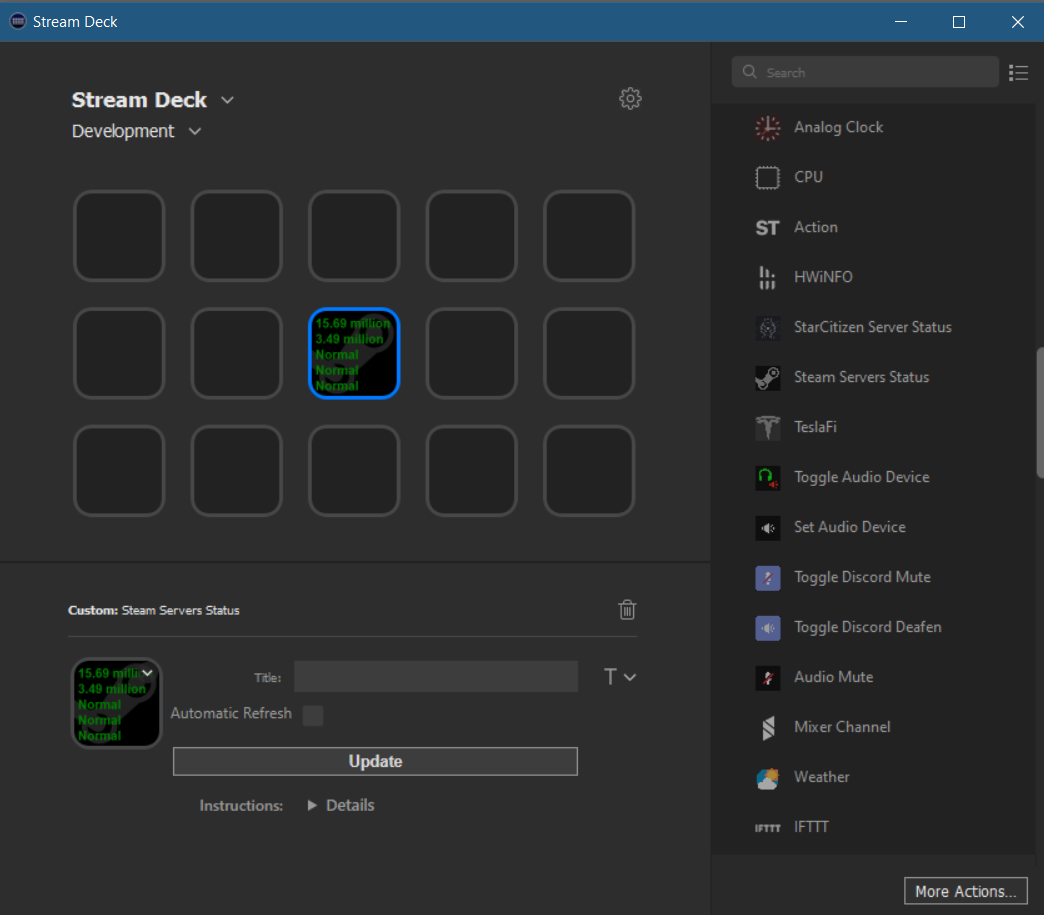 Stream Deck
Stream Deck
Development
15.69 million
3.49 million
Normal
Normal
Normal
Custom: Steam Servers Status
15.69 milli
3.49 million
Normal
Normal
Normal
Title:
T
Automatic Refresh
Update
Instructions:
Details
Search
Analog Clock
CPU
ST Action
HWiNFO
StarCitizen Server Status
Steam Servers Status
TeslaFi
Toggle Audio Device
Set Audio Device
Toggle Discord Mute
Toggle Discord Deafen
Audio Mute
Mixer Channel
Weather
IFTTT IFTTT
More Actions...